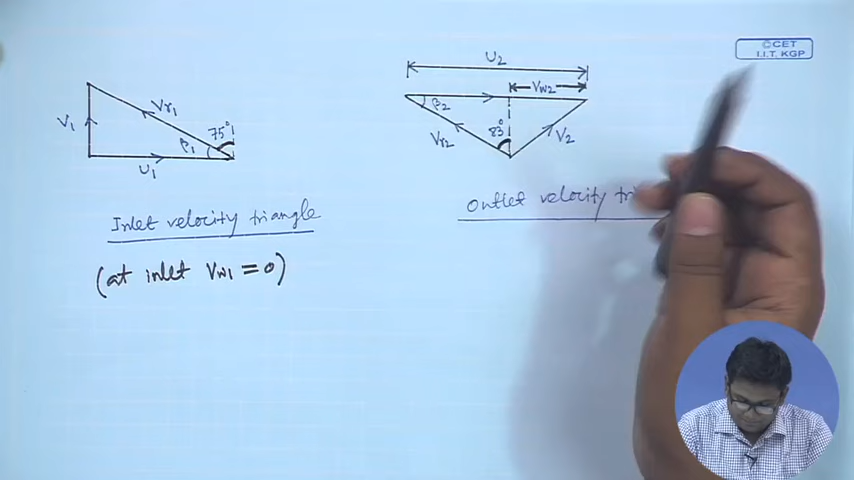 ©CET
I.I.T. KGP
V1
Vr1
75°
β1
U1
Inlet velocity triangle
(at inlet Vw1 = 0)
U2
Vw2
β2
Vr2
83°
V2
Outlet velocity